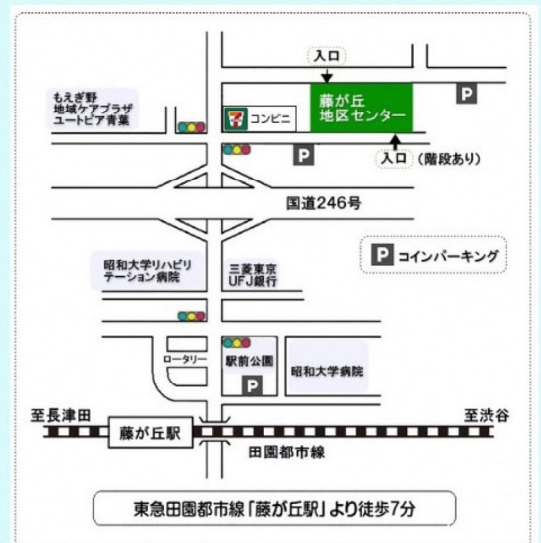 入口
もえぎ野
地域ケアプラザ
ユートピア青葉
コンビニ
藤が丘
地区センター
P
P
入口 (階段あり)
国道246号
P コインパーキング
昭和大学リハビリ
テーション病院
三菱東京
UFJ銀行
ロータリー
駅前公園
P
昭和大学病院
至長津田
至渋谷
藤が丘駅
田園都市線
東急田園都市線「藤が丘駅」より徒歩7分